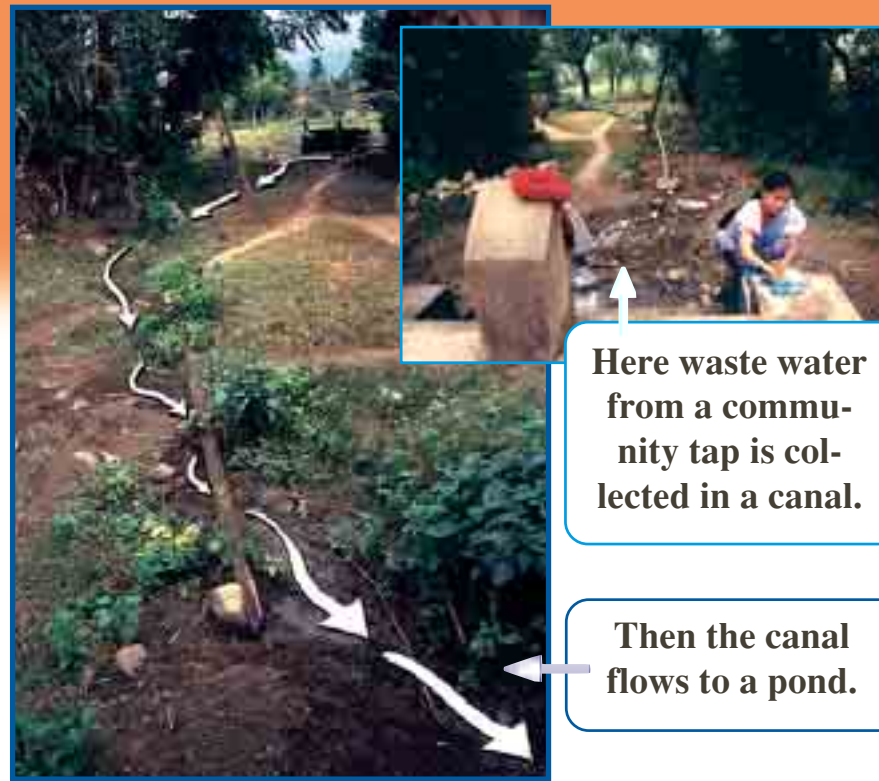 Here waste water
from a commu-
nity tap is col-
lected in a canal.
Then the canal
flows to a pond.